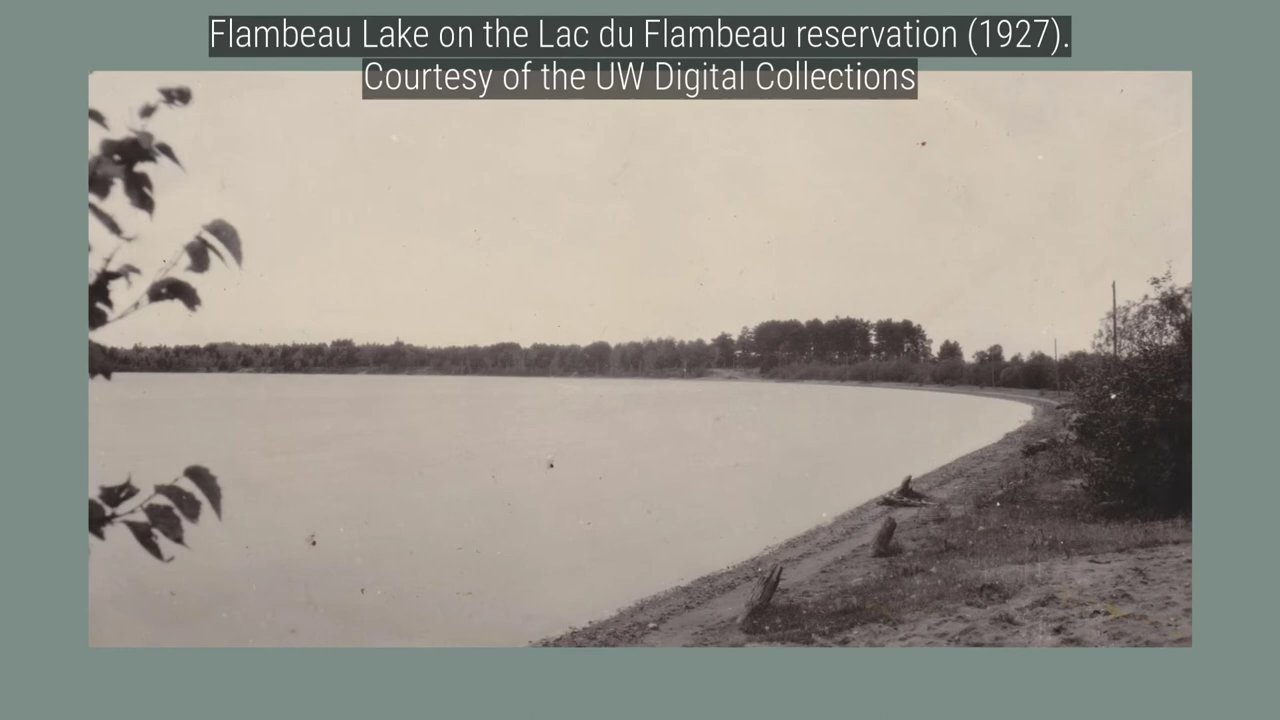 Flambeau Lake on the Lac du Flambeau reservation (1927).
Courtesy of the UW Digital Collections